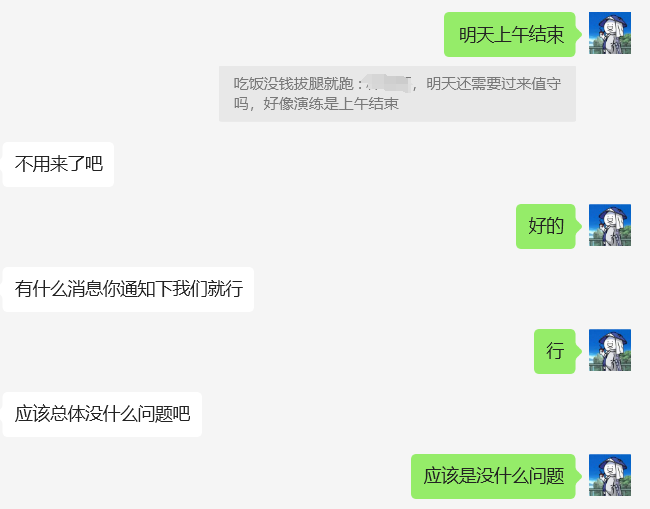 明天上午结束
吃饭没钱拔腿就跑:，明天还需要过来值守
吗，好像演练是上午结束
不用来了吧
好的
有什么消息你通知下我们就行
行
应该总体没什么问题吧
应该是没什么问题